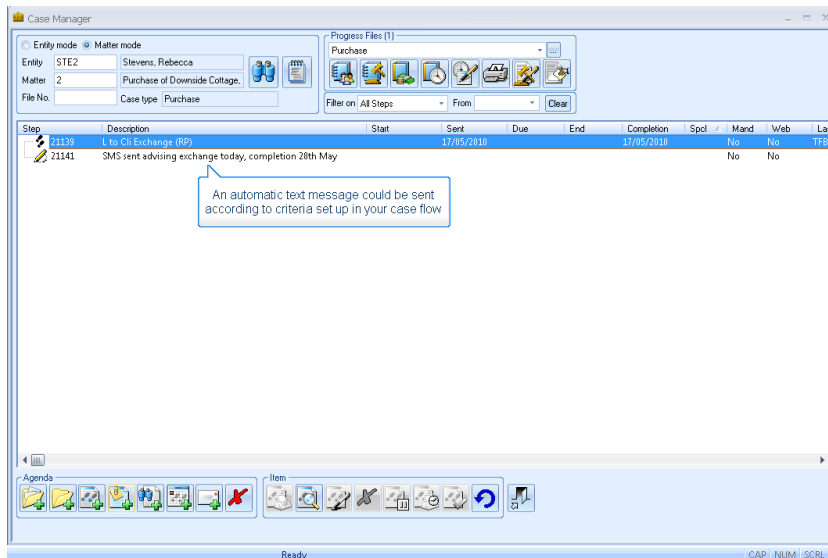 Case Manager
Entity mode Matter mode
Entity STE2 Stevens, Rebecca
Matter 2 Purchase of Downside Cottage,
File No. Case type Purchase
Progress Files (1)
Purchase ...
Filter on All Steps From Clear
Step Description Start Sent Due End Completion Spcl Mand Web La
21139 L to Cli Exchange (RP) 17/05/2010 17/05/2010 No No TFB
21141 SMS sent advising exchange today, completion 28th May No No
An automatic text message could be sent
according to criteria set up in your case flow
Agenda Item
Ready CAP NUM SCRL